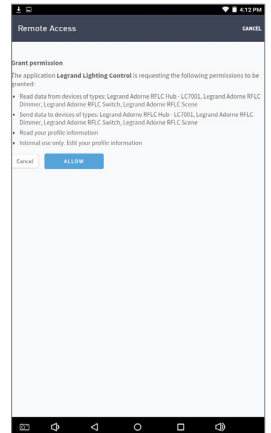 4:12 PM
Remote Access
CANCEL
Grant permission
The application Legrand Lighting Control is requesting the following permissions to be
granted:
• Read data from devices of types: Legrand Adorne RFLC Hub - LC7001, Legrand Adorne RFLC
Dimmer, Legrand Adorne RFLC Switch, Legrand Adorne RFLC Scene
• Send data to devices of types: Legrand Adorne RFLC Hub - LC7001, Legrand Adorne RFLC
Dimmer, Legrand Adorne RFLC Switch, Legrand Adorne RFLC Scene
• Read your profile information
• Internal use only. Edit your profile information
Cancel
ALLOW